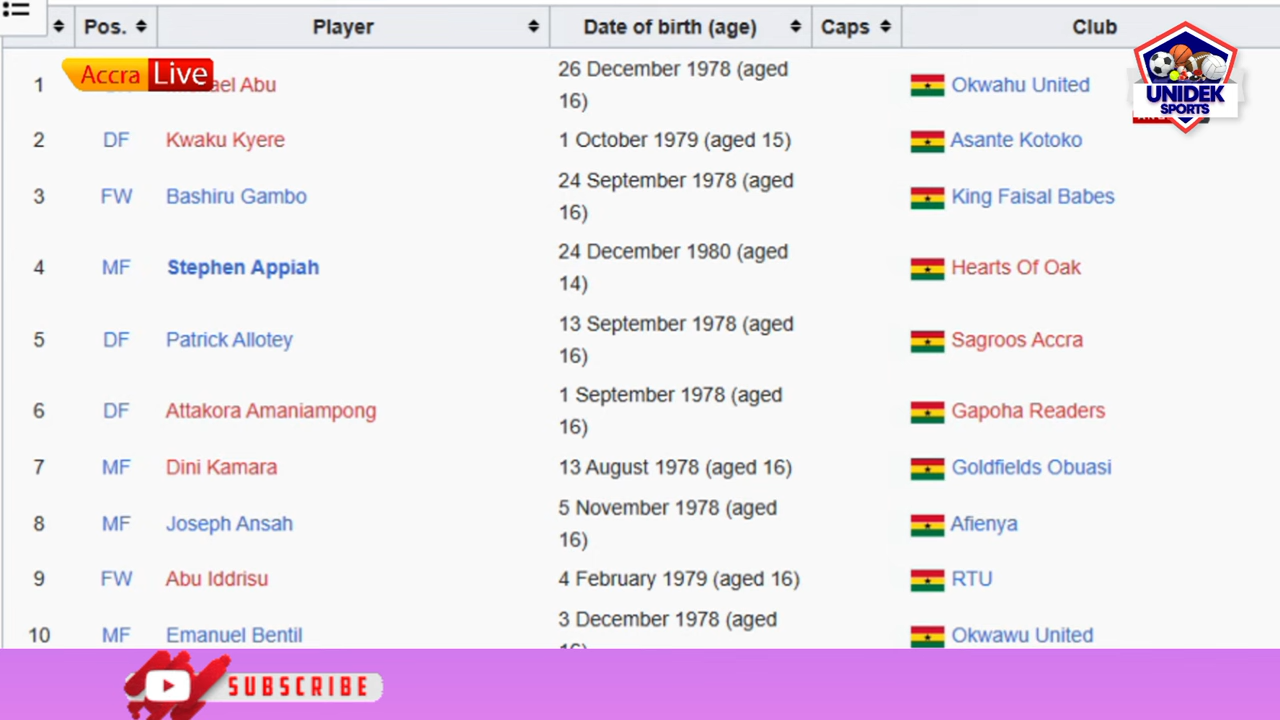 Pos. Player Date of birth (age) Caps Club
Accra Live
UNIDEK
SPORTS
1 ael Abu 26 December 1978 (aged 16) Okwahu United
2 DF Kwaku Kyere 1 October 1979 (aged 15) Asante Kotoko
3 FW Bashiru Gambo 24 September 1978 (aged 16) King Faisal Babes
4 MF Stephen Appiah 24 December 1980 (aged 14) Hearts Of Oak
5 DF Patrick Allotey 13 September 1978 (aged 16) Sagroos Accra
6 DF Attakora Amaniampong 1 September 1978 (aged 16) Gapoha Readers
7 MF Dini Kamara 13 August 1978 (aged 16) Goldfields Obuasi
8 MF Joseph Ansah 5 November 1978 (aged 16) Afienya
9 FW Abu Iddrisu 4 February 1979 (aged 16) RTU
10 MF Emanuel Bentil 3 December 1978 (aged Okwawu United
SUBSCRIBE